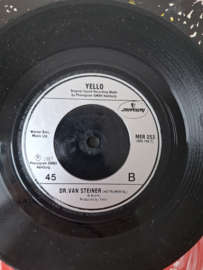 YELLO
Original Sound Recording Made
by Phonogram GMBH Hamburg
mercury
Warner Bros.
Music Ltd.
MER 253
℗ 1987
Phonogram GMBH
Hamburg
45
B
DR. VAN STEINER (INSTRUMENTAL)
Produced by Yello